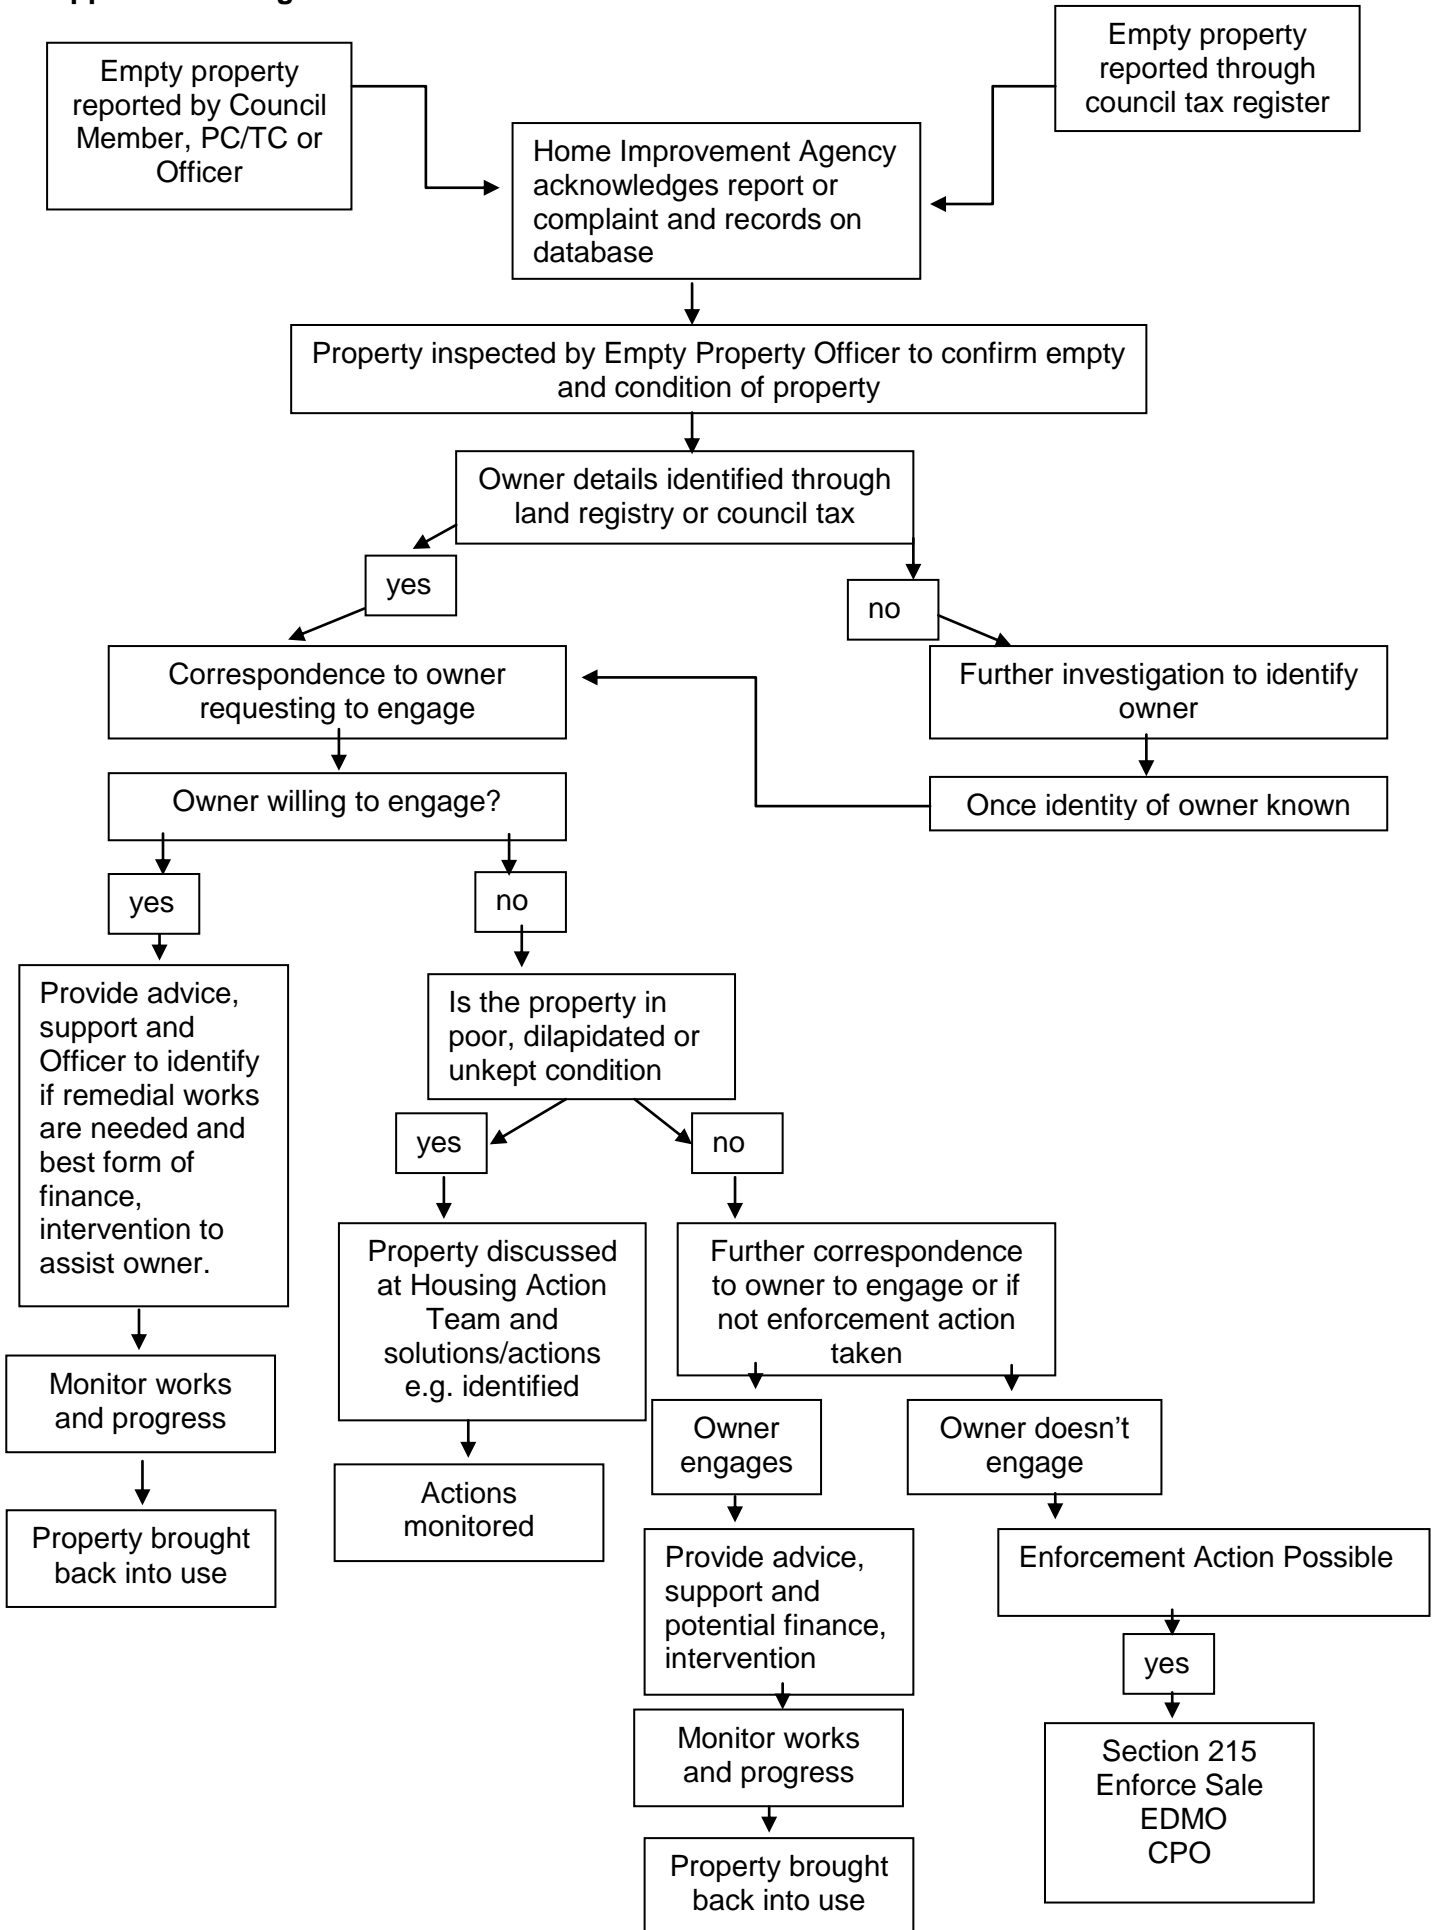 Empty property
reported by Council
Member, PC/TC or
Officer
Empty property
reported through
council tax register
Home Improvement Agency
acknowledges report or
complaint and records on
database
Property inspected by Empty Property Officer to confirm empty
and condition of property
Owner details identified through
land registry or council tax
yes
no
Correspondence to owner
requesting to engage
Further investigation to identify
owner
Owner willing to engage?
Once identity of owner known
yes
no
Provide advice,
support and
Officer to identify
if remedial works
are needed and
best form of
finance,
intervention to
assist owner.
Is the property in
poor, dilapidated or
unkept condition
yes
no
Property discussed
at Housing Action
Team and
solutions/actions
e.g. identified
Further correspondence
to owner to engage or if
not enforcement action
taken
Monitor works
and progress
Owner
engages
Owner doesn't
engage
Actions
monitored
Property brought
back into use
Provide advice,
support and
potential finance,
intervention
Enforcement Action Possible
yes
Monitor works
and progress
Section 215
Enforce Sale
EDMO
CPO
Property brought
back into use